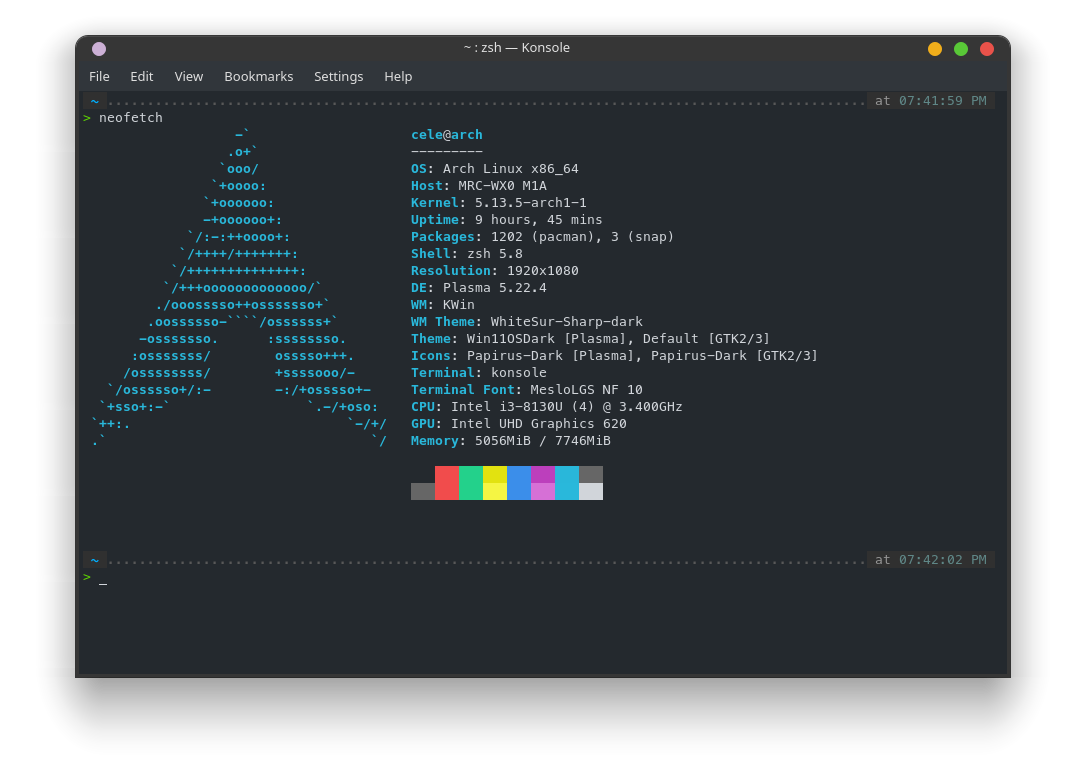 ~ : zsh — Konsole
File Edit View Bookmarks Settings Help
~ ............................................................................................... at 07:41:59 PM
> neofetch
                  -`                    cele@arch
                 .o+`                   ---------
                `ooo/                   OS: Arch Linux x86_64
               `+oooo:                  Host: MRC-WX0 M1A
              `+oooooo:                 Kernel: 5.13.5-arch1-1
              -+oooooo+:                Uptime: 9 hours, 45 mins
            `/:-:++oooo+:               Packages: 1202 (pacman), 3 (snap)
           `/++++/+++++++:              Shell: zsh 5.8
          `/++++++++++++++:             Resolution: 1920x1080
         `/+++ooooooooooooo/`           DE: Plasma 5.22.4
        ./ooosssso++osssssso+`          WM: KWin
       .oossssso-````/ossssss+`         WM Theme: WhiteSur-Sharp-dark
      -osssssso.      :ssssssso.        Theme: Win11OSDark [Plasma], Default [GTK2/3]
     :osssssss/        osssso+++.       Icons: Papirus-Dark [Plasma], Papirus-Dark [GTK2/3]
    /ossssssss/        +ssssooo/-       Terminal: konsole
  `/ossssso+/:-        -:/+osssso+-     Terminal Font: MesloLGS NF 10
 `+sso+:-`                 `.-/+oso:    CPU: Intel i3-8130U (4) @ 3.400GHz
`++:.                           `-/+/   GPU: Intel UHD Graphics 620
.`                                 `/   Memory: 5056MiB / 7746MiB
~ ............................................................................................... at 07:42:02 PM
> _